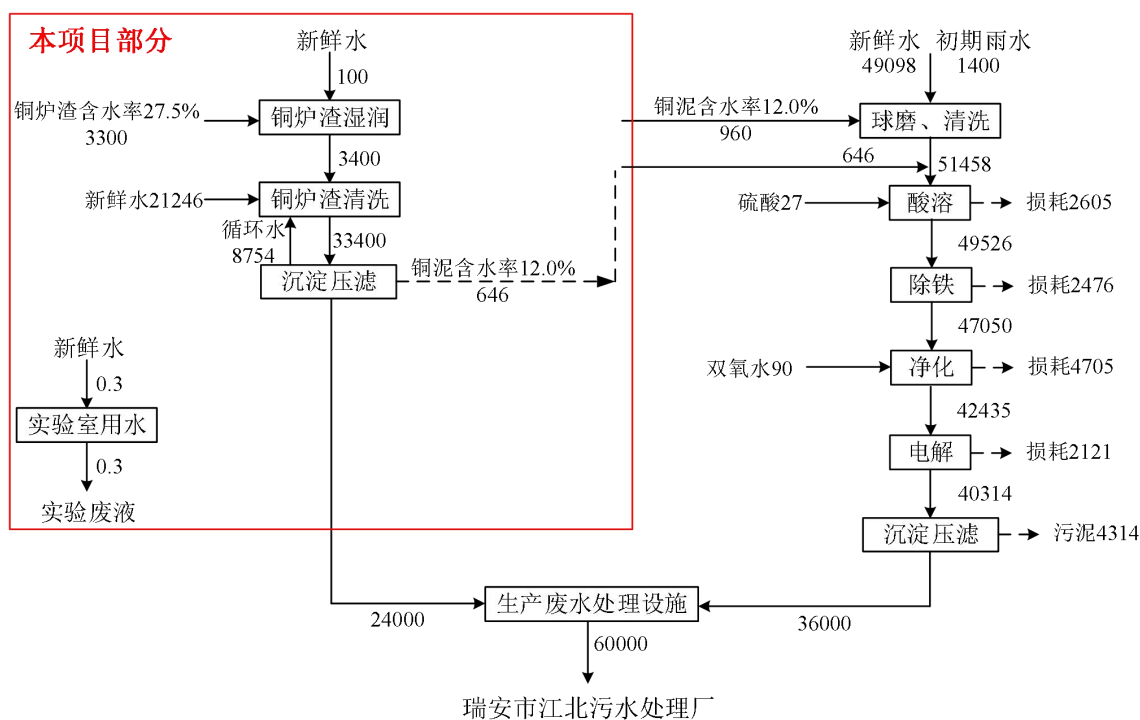 本项目部分
新鲜水
100
铜炉渣含水率27.5%
3300
铜炉渣湿润
3400
新鲜水21246
铜炉渣清洗
循环水
8754
33400
沉淀压滤
铜泥含水率12.0%
646
新鲜水
0.3
实验室用水
0.3
实验废液
新鲜水
49098
初期雨水
1400
铜泥含水率12.0%
960
球磨、清洗
646
51458
硫酸27
酸溶
损耗2605
49526
除铁
损耗2476
47050
双氧水90
净化
损耗4705
42435
电解
损耗2121
40314
沉淀压滤
污泥4314
24000
生产废水处理设施
36000
60000
瑞安市江北污水处理厂